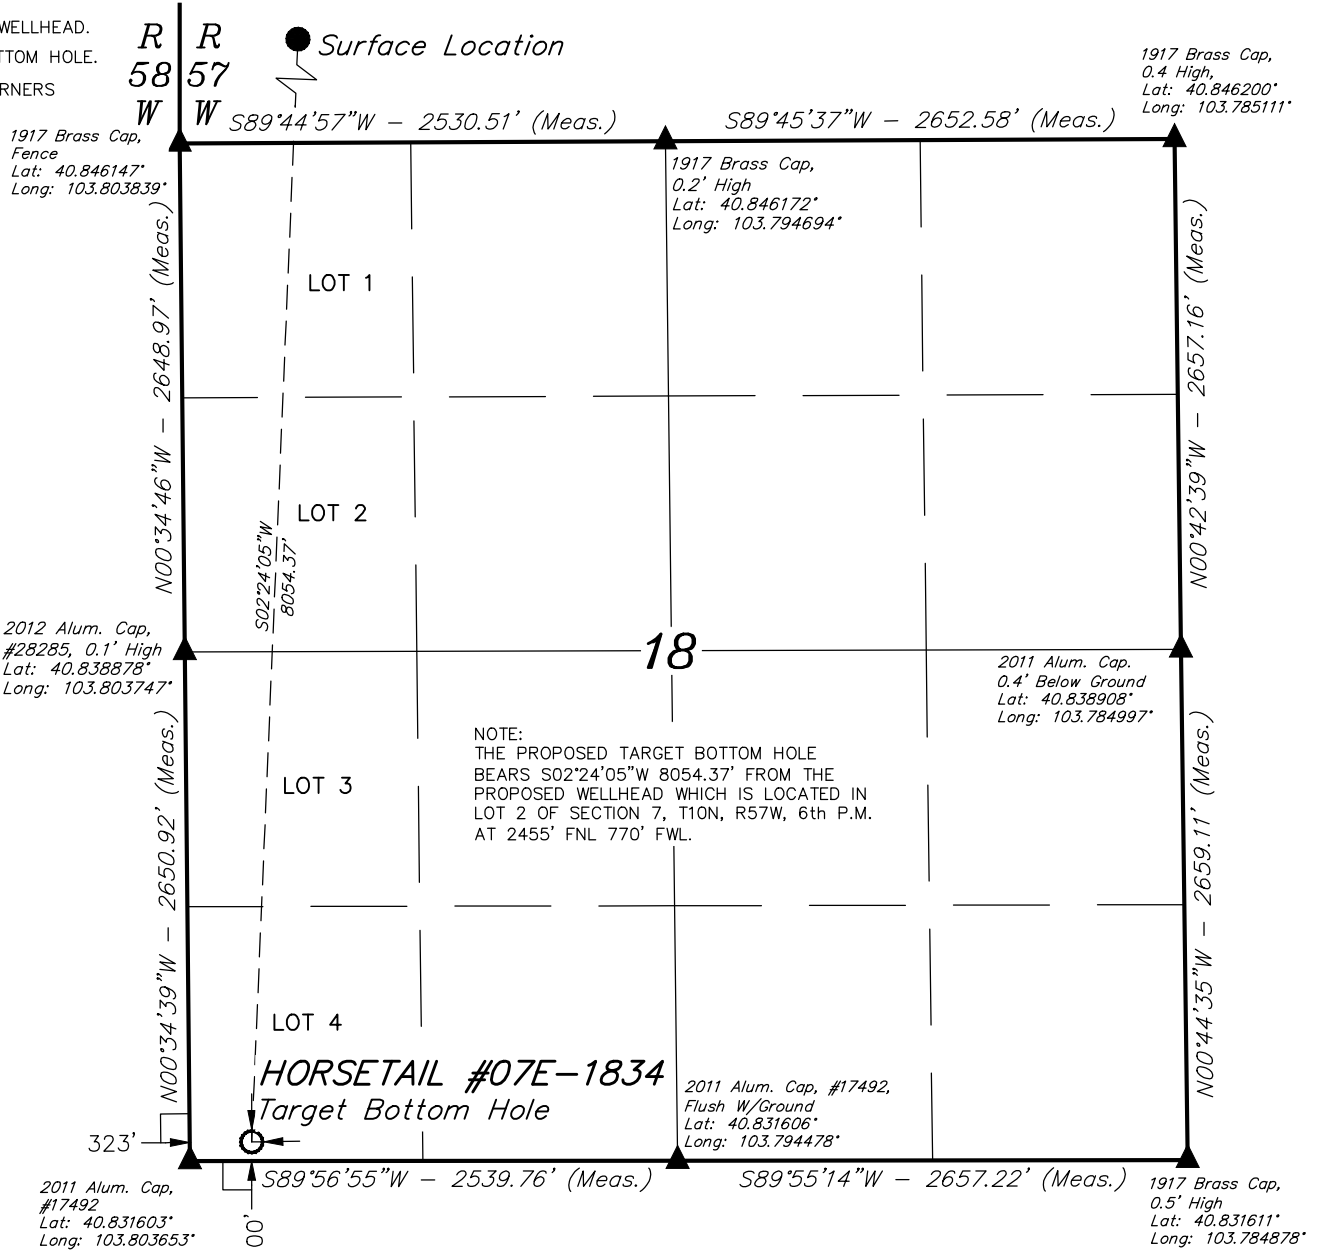 WELLHEAD.
TTOM HOLE.
RNERS
R R
58 57
W W
Surface Location
S89°44'57"W - 2530.51' (Meas.)
S89°45'37"W - 2652.58' (Meas.)
1917 Brass Cap,
0.4 High,
Lat: 40.846200°
Long: 103.785111°
1917 Brass Cap,
Fence
Lat: 40.846147°
Long: 103.803839°
1917 Brass Cap,
0.2' High
Lat: 40.846172°
Long: 103.794694°
N00°34'46"W - 2648.97' (Meas.)
N00°42'39"W - 2657.16' (Meas.)
LOT 1
LOT 2
S02°24'05"W
8054.37'
2012 Alum. Cap,
#28285, 0.1' High
Lat: 40.838878°
Long: 103.803747°
18
2011 Alum. Cap.
0.4' Below Ground
Lat: 40.838908°
Long: 103.784997°
NOTE:
THE PROPOSED TARGET BOTTOM HOLE
BEARS S02°24'05"W 8054.37' FROM THE
PROPOSED WELLHEAD WHICH IS LOCATED IN
LOT 2 OF SECTION 7, T10N, R57W, 6th P.M.
AT 2455' FNL 770' FWL.
LOT 3
N00°34'39"W - 2650.92' (Meas.)
N00°44'35"W - 2659.11' (Meas.)
LOT 4
HORSETAIL #07E-1834
Target Bottom Hole
323'
2011 Alum. Cap, #17492,
Flush W/Ground
Lat: 40.831606°
Long: 103.794478°
S89°56'55"W - 2539.76' (Meas.)
S89°55'14"W - 2657.22' (Meas.)
2011 Alum. Cap,
#17492
Lat: 40.831603°
Long: 103.803653°
00'
1917 Brass Cap,
0.5' High
Lat: 40.831611°
Long: 103.784878°